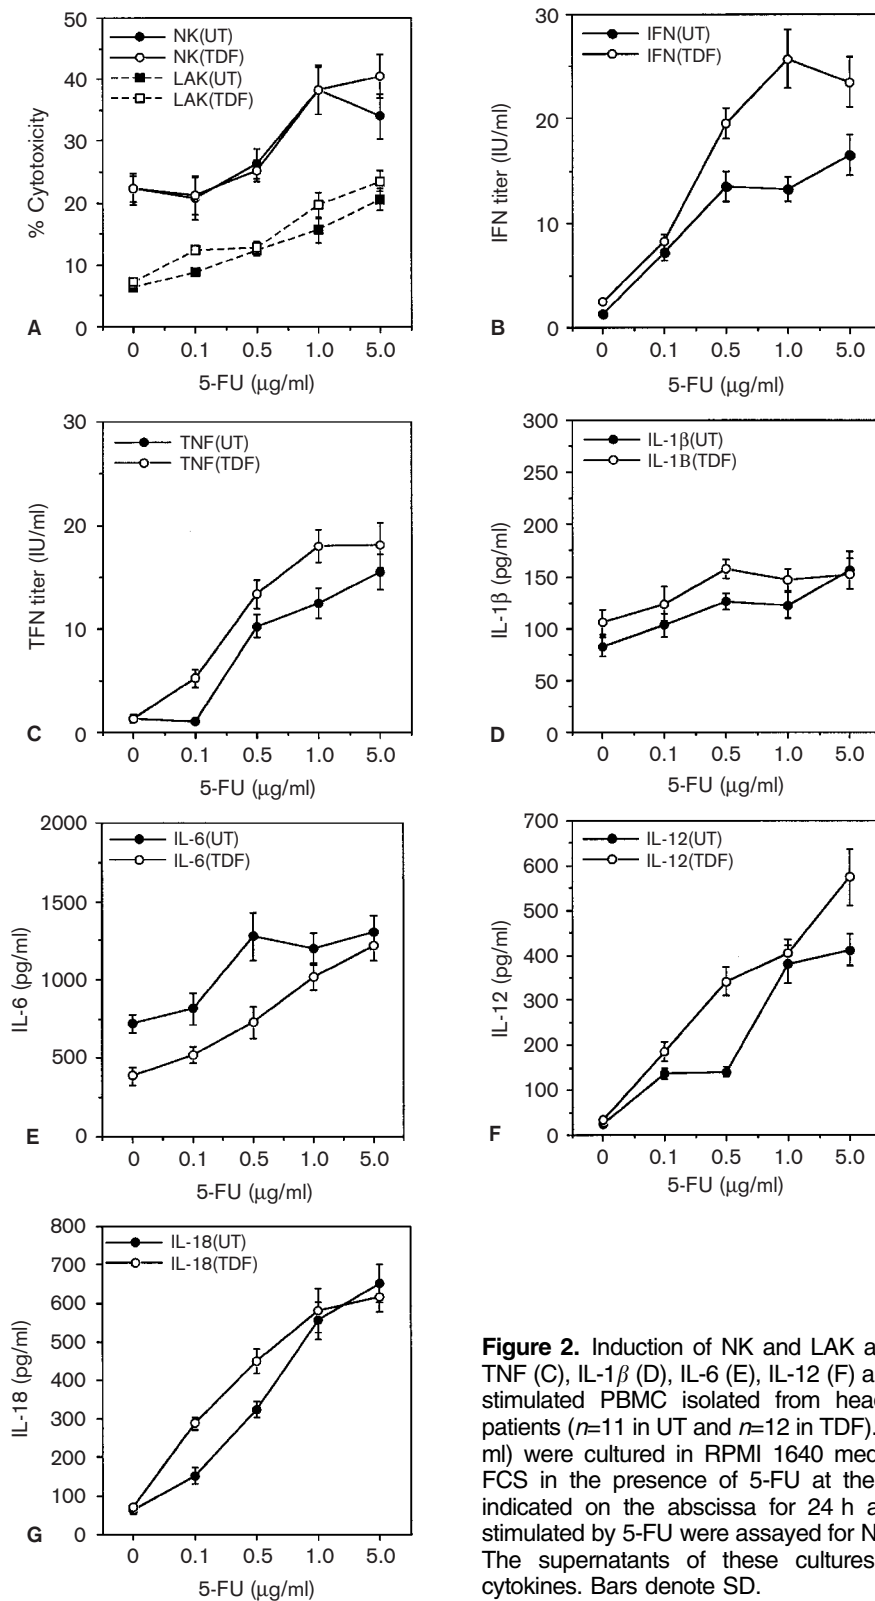 50
40
30
20
10
0
% Cytotoxicity
NK(UT)
NK(TDF)
LAK(UT)
LAK(TDF)
A
0 0.1 0.5 1.0 5.0
5-FU (μg/ml)
30
20
10
0
IFN titer (IU/ml)
IFN(UT)
IFN(TDF)
B
0 0.1 0.5 1.0 5.0
5-FU (μg/ml)
30
20
10
0
TFN titer (IU/ml)
TNF(UT)
TNF(TDF)
C
0 0.1 0.5 1.0 5.0
5-FU (μg/ml)
300
250
200
150
100
50
0
IL-1β (pg/ml)
IL-1β(UT)
IL-1B(TDF)
D
0 0.1 0.5 1.0 5.0
5-FU (μg/ml)
2000
1500
1000
500
0
IL-6 (pg/ml)
IL-6(UT)
IL-6(TDF)
E
0 0.1 0.5 1.0 5.0
5-FU (μg/ml)
700
600
500
400
300
200
100
0
IL-12 (pg/ml)
IL-12(UT)
IL-12(TDF)
F
0 0.1 0.5 1.0 5.0
5-FU (μg/ml)
800
700
600
500
400
300
200
100
0
IL-18 (pg/ml)
IL-18(UT)
IL-18(TDF)
G
0 0.1 0.5 1.0 5.0
5-FU (μg/ml)
Figure 2. Induction of NK and LAK a
TNF (C), IL-1β (D), IL-6 (E), IL-12 (F) a
stimulated PBMC isolated from hea
patients (n=11 in UT and n=12 in TDF).
ml) were cultured in RPMI 1640 med
FCS in the presence of 5-FU at the
indicated on the abscissa for 24 h a
stimulated by 5-FU were assayed for N
The supernatants of these cultures
cytokines. Bars denote SD.